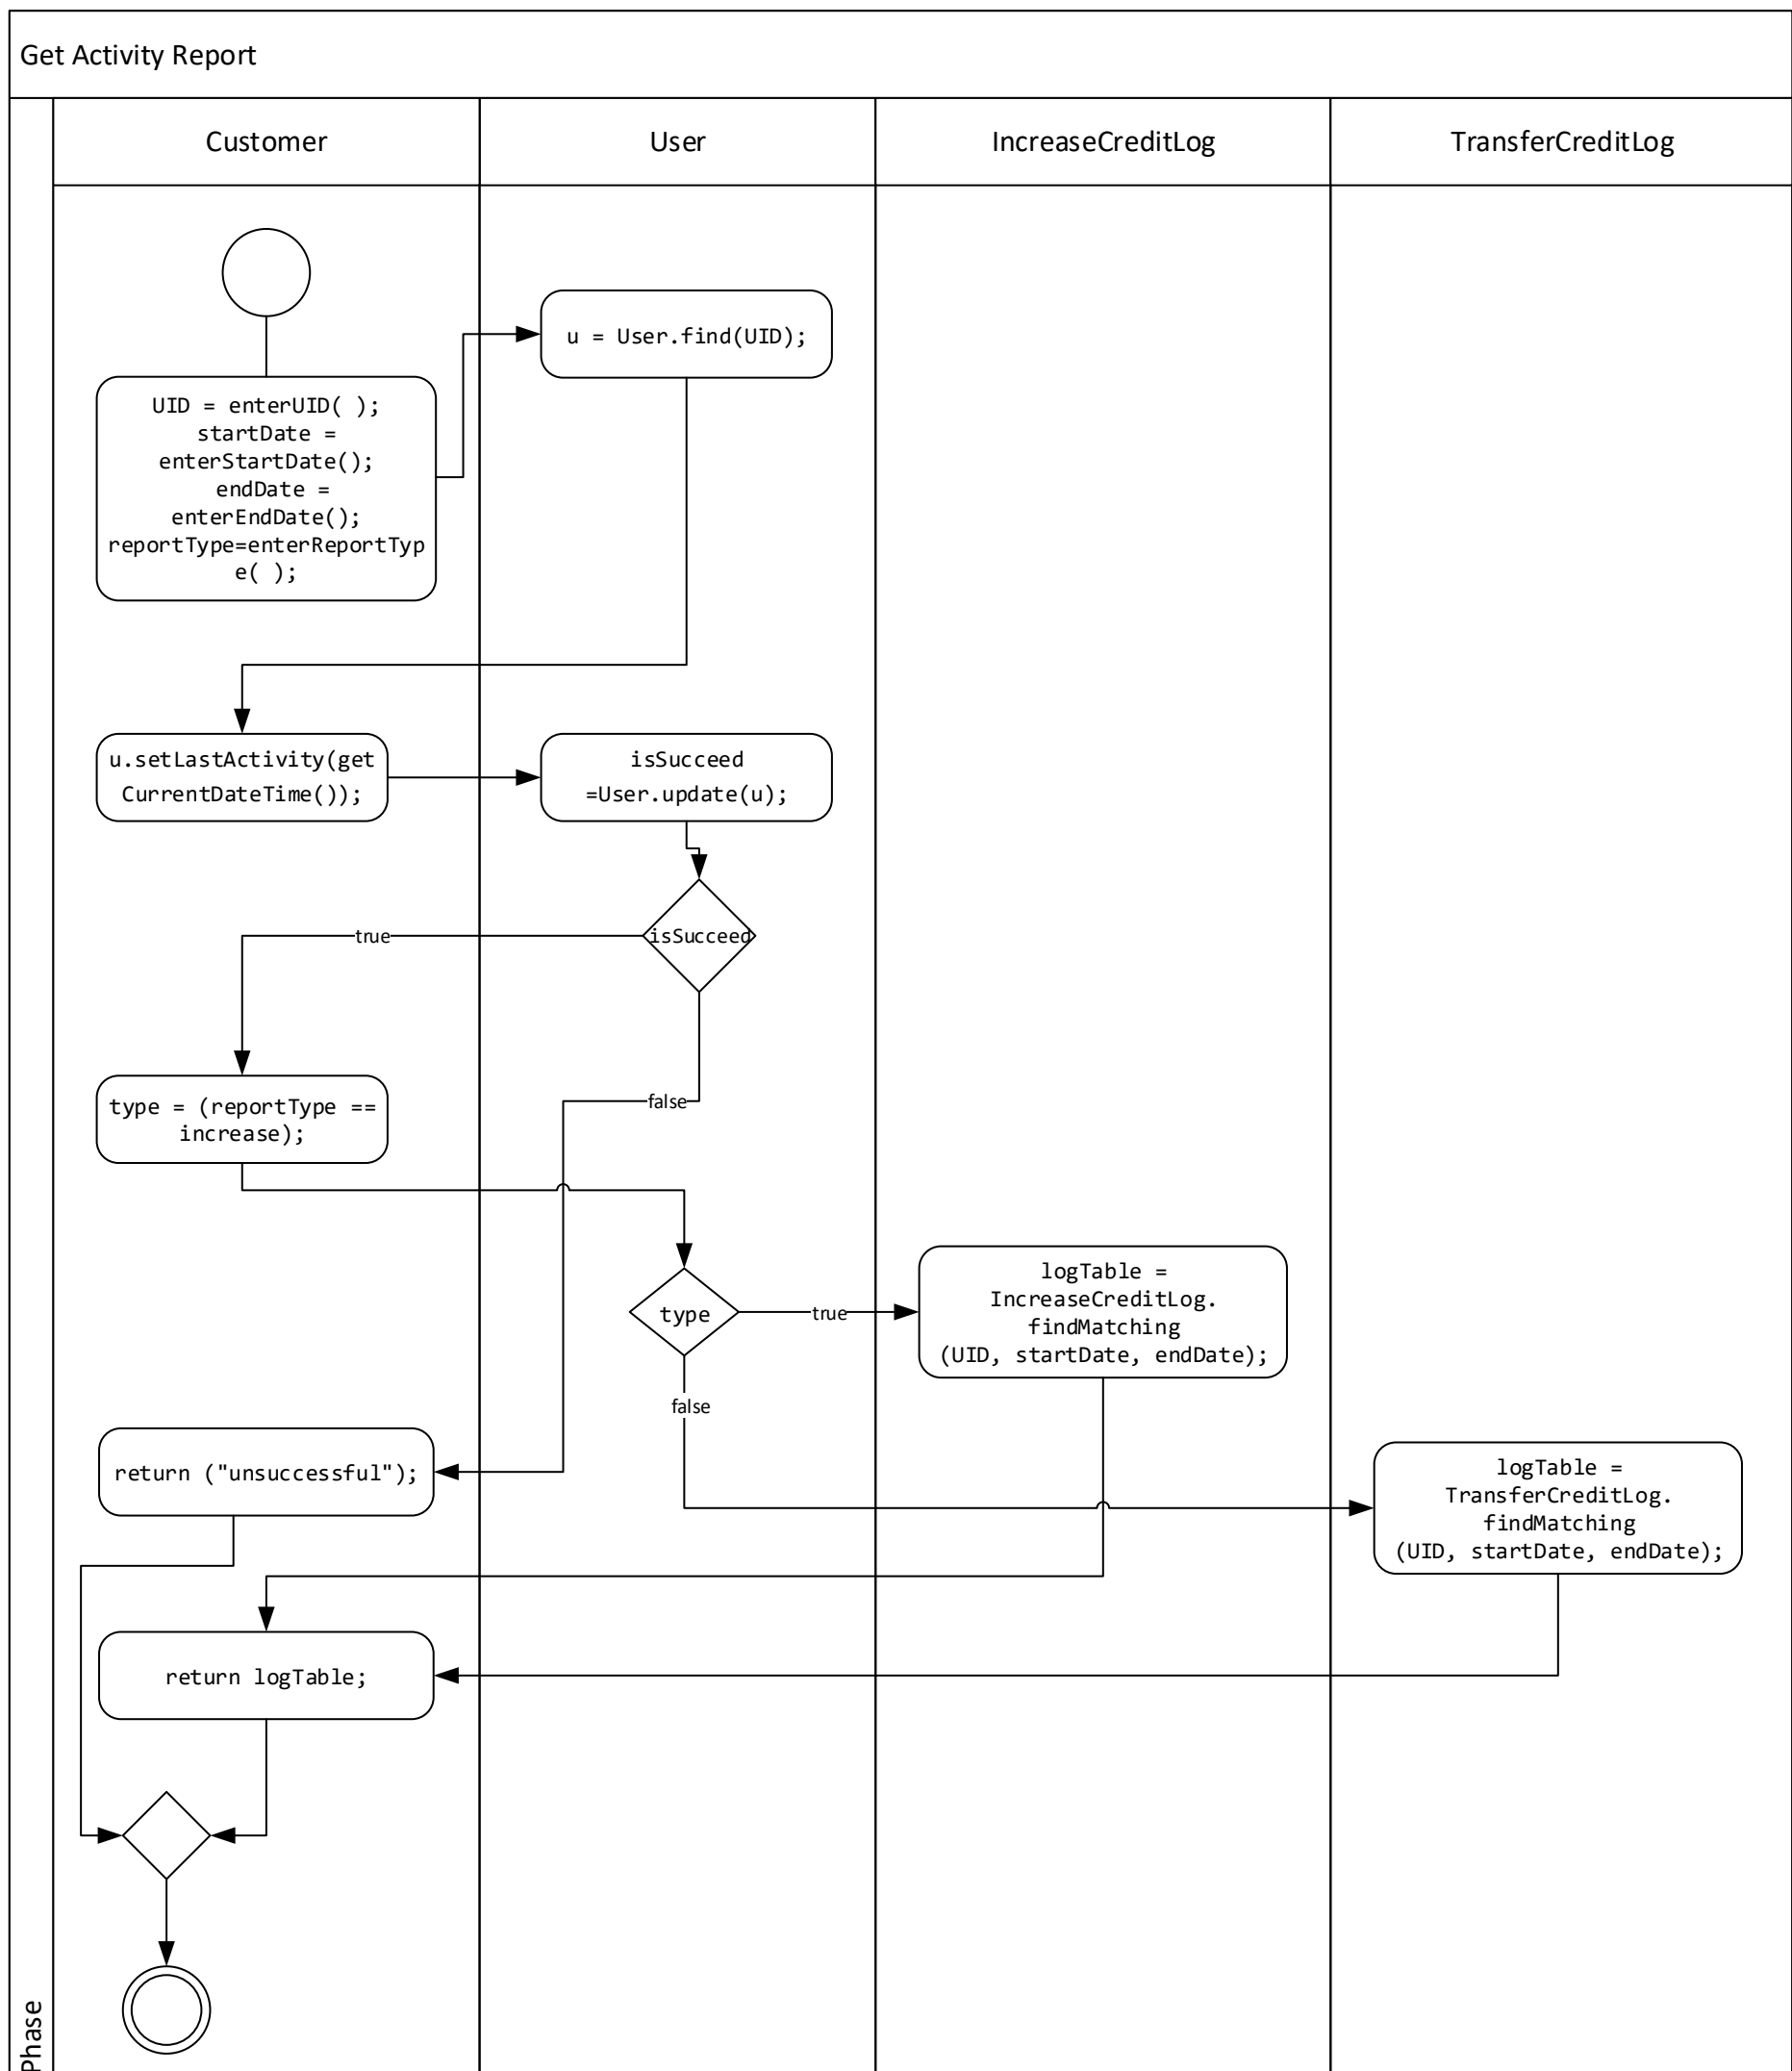 Get Activity Report
Customer
User
IncreaseCreditLog
TransferCreditLog
u = User.find(UID);
UID = enterUID( );
startDate =
enterStartDate();
endDate =
enterEndDate();
reportType=enterReportTyp
e( );
u.setLastActivity(get
CurrentDateTime());
isSucceed
=User.update(u);
isSucceed
true
false
type = (reportType ==
increase);
type
true
false
logTable =
IncreaseCreditLog.
findMatching
(UID, startDate, endDate);
return ("unsuccessful");
logTable =
TransferCreditLog.
findMatching
(UID, startDate, endDate);
return logTable;
Phase